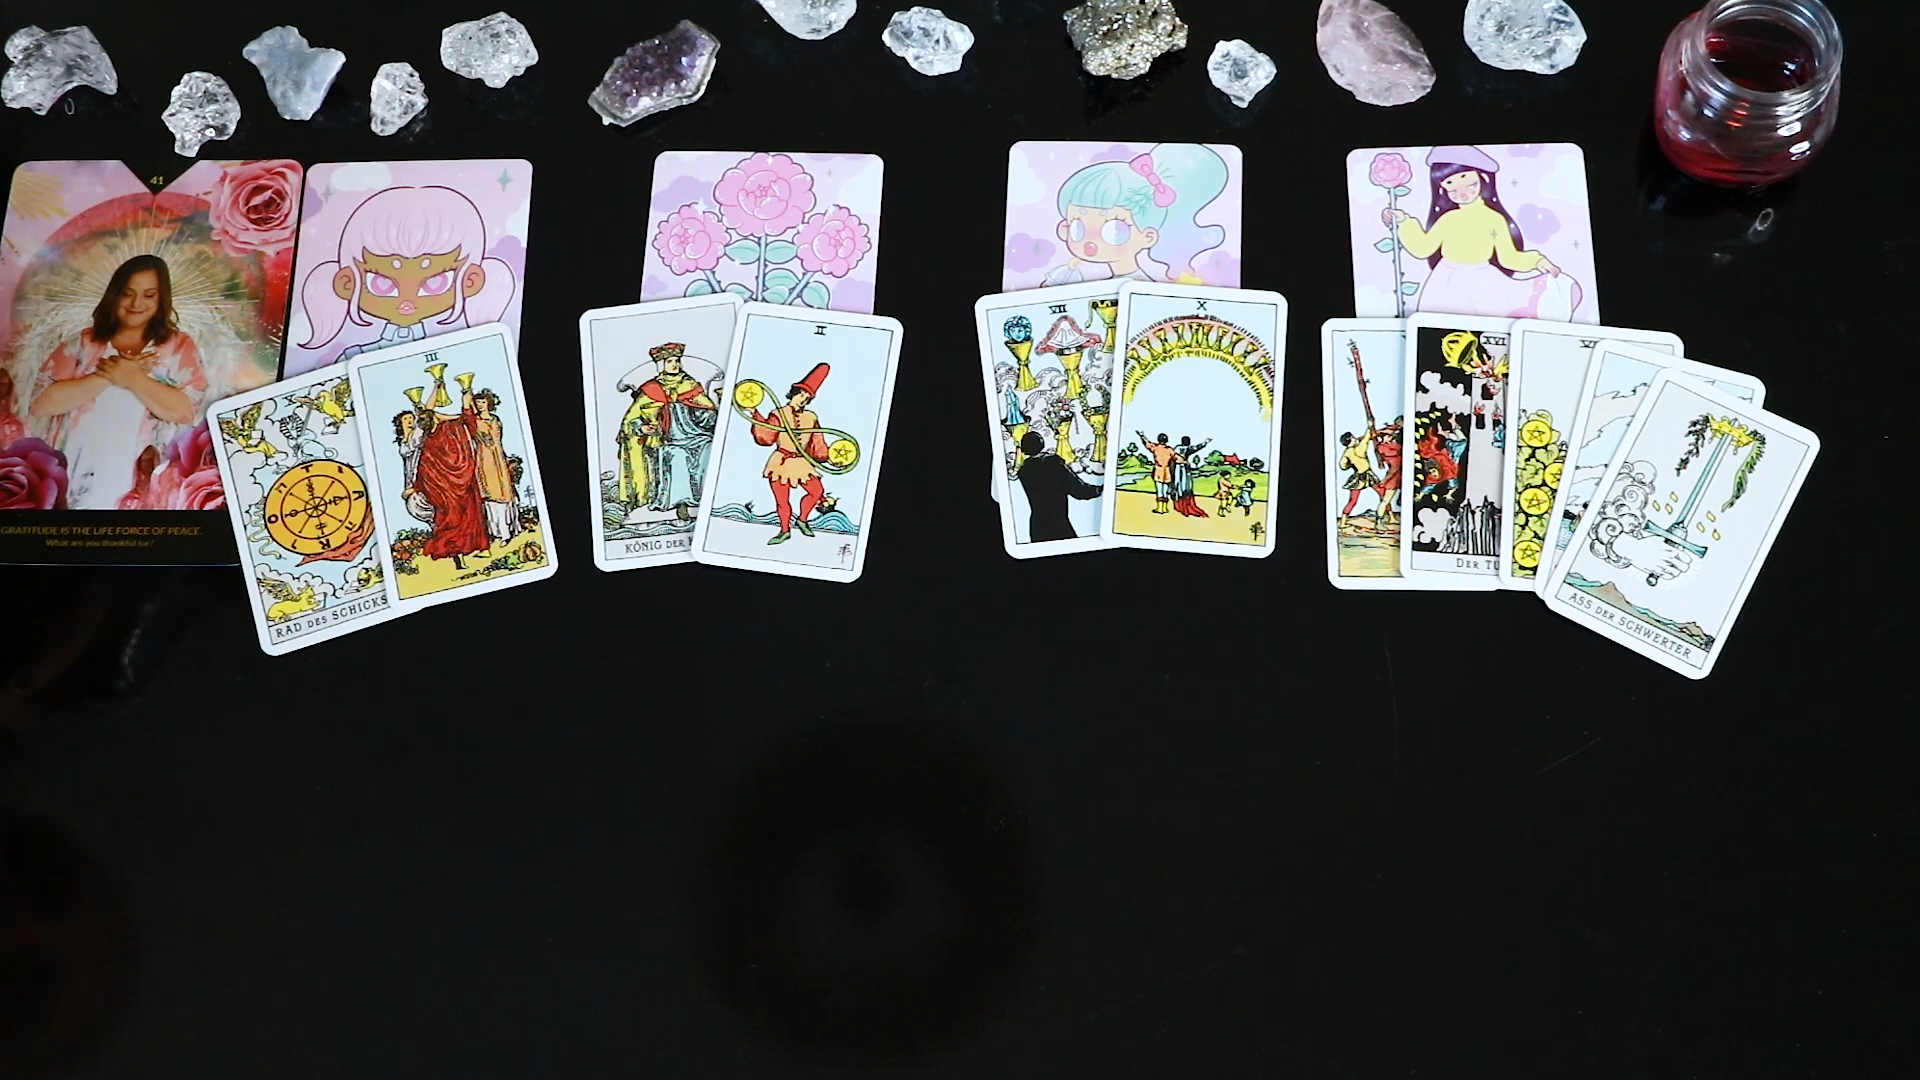 41
GRATITUDE IS THE LIFE FORCE OF PEACE.
What are you thankful for?
X
RAD DES SCHICKS
III
KÖNIG DER K
II
VII
X
XVI
DER TU
V
ASS DER SCHWERTER